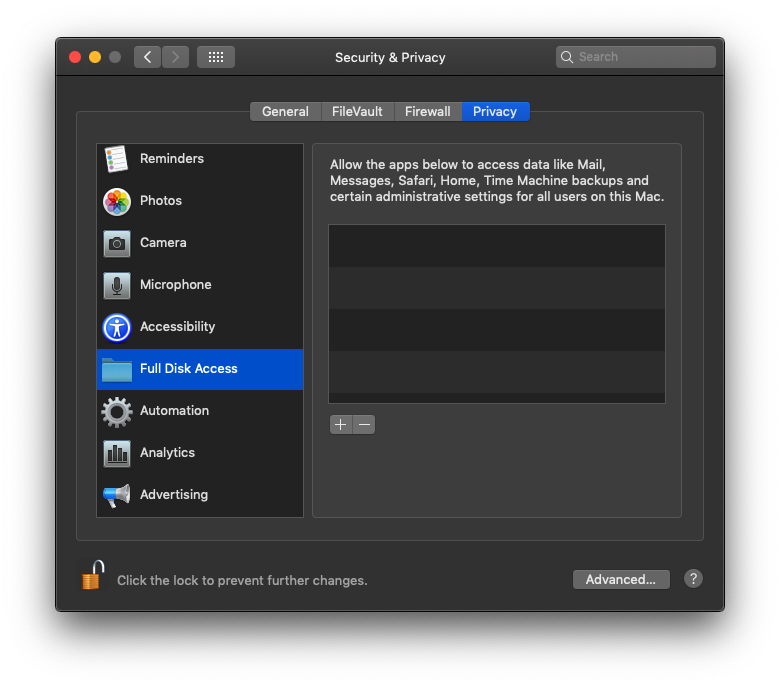 Security & Privacy
Search
General
FileVault
Firewall
Privacy
Reminders
Photos
Camera
Microphone
Accessibility
Full Disk Access
Automation
Analytics
Advertising
Allow the apps below to access data like Mail,
Messages, Safari, Home, Time Machine backups and
certain administrative settings for all users on this Mac.
Click the lock to prevent further changes.
Advanced...
?